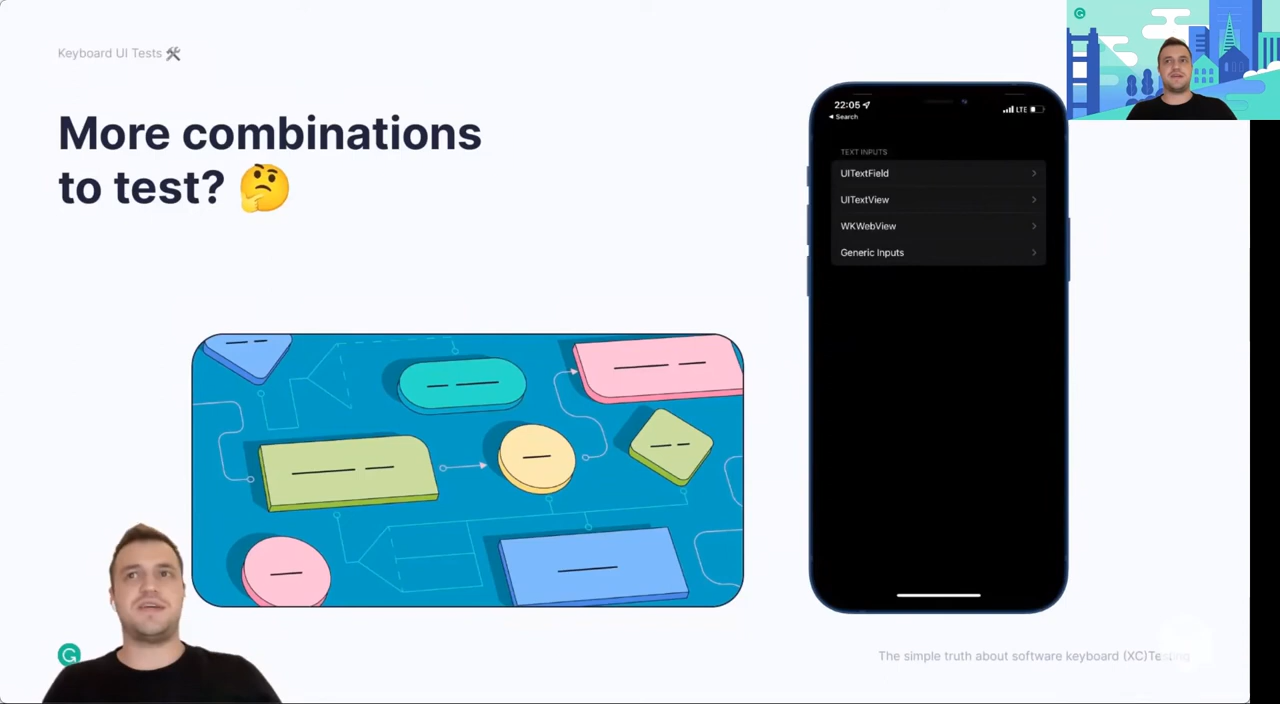 Keyboard UI Tests
More combinations
to test?
22:05
LTE
Search
TEXT INPUTS
UITextField
UITextView
WKWebView
Generic Inputs
The simple truth about software keyboard (XC)Testing